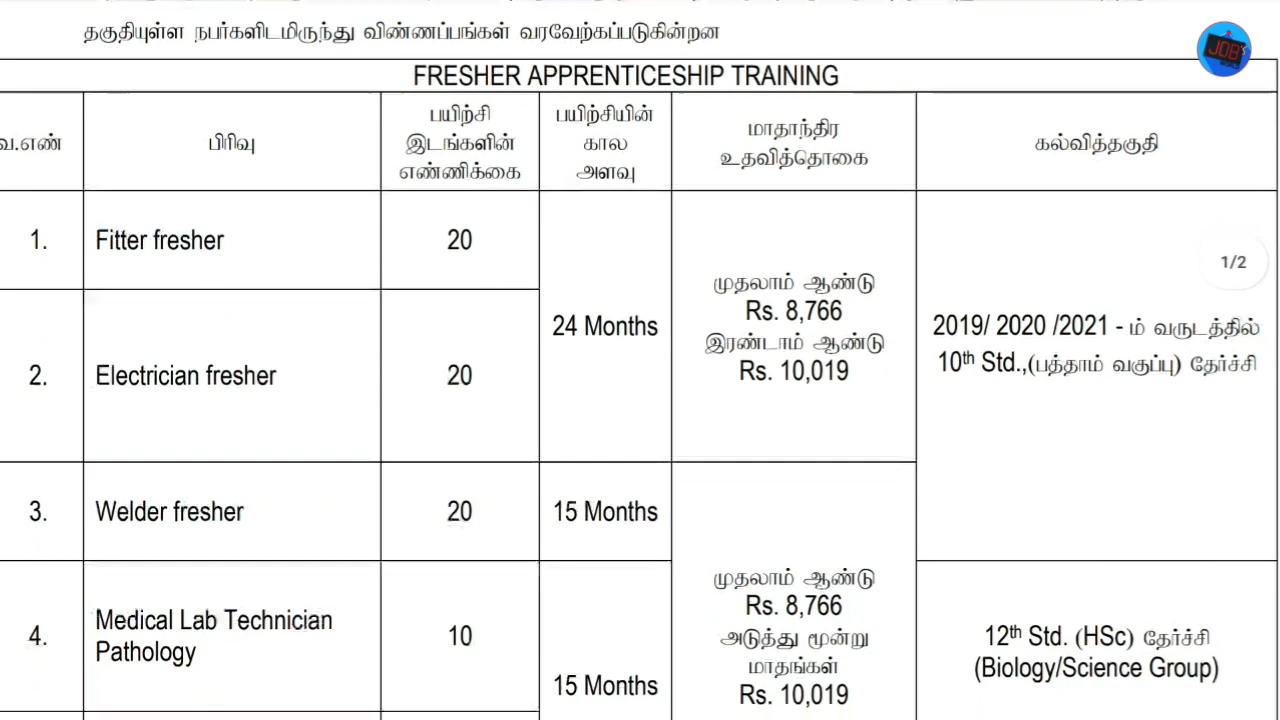 தகுதியுள்ள நபர்களிடமிருந்து விண்ணப்பங்கள் வரவேற்கப்படுகின்றன
JOB's
FRESHER APPRENTICESHIP TRAINING
வ.எண்
பிரிவு
பயிற்சி
இடங்களின்
எண்ணிக்கை
பயிற்சியின்
கால
அளவு
மாதாந்திர
உதவித்தொகை
கல்வித்தகுதி
1.
Fitter fresher
20
24 Months
முதலாம் ஆண்டு
Rs. 8,766
இரண்டாம் ஆண்டு
Rs. 10,019
2019/ 2020 /2021 - ம் வருடத்தில்
10th Std.,(பத்தாம் வகுப்பு) தேர்ச்சி
1/2
2.
Electrician fresher
20
3.
Welder fresher
20
15 Months
முதலாம் ஆண்டு
Rs. 8,766
அடுத்து மூன்று
மாதங்கள்
Rs. 10,019
4.
Medical Lab Technician
Pathology
10
15 Months
12th Std. (HSc) தேர்ச்சி
(Biology/Science Group)